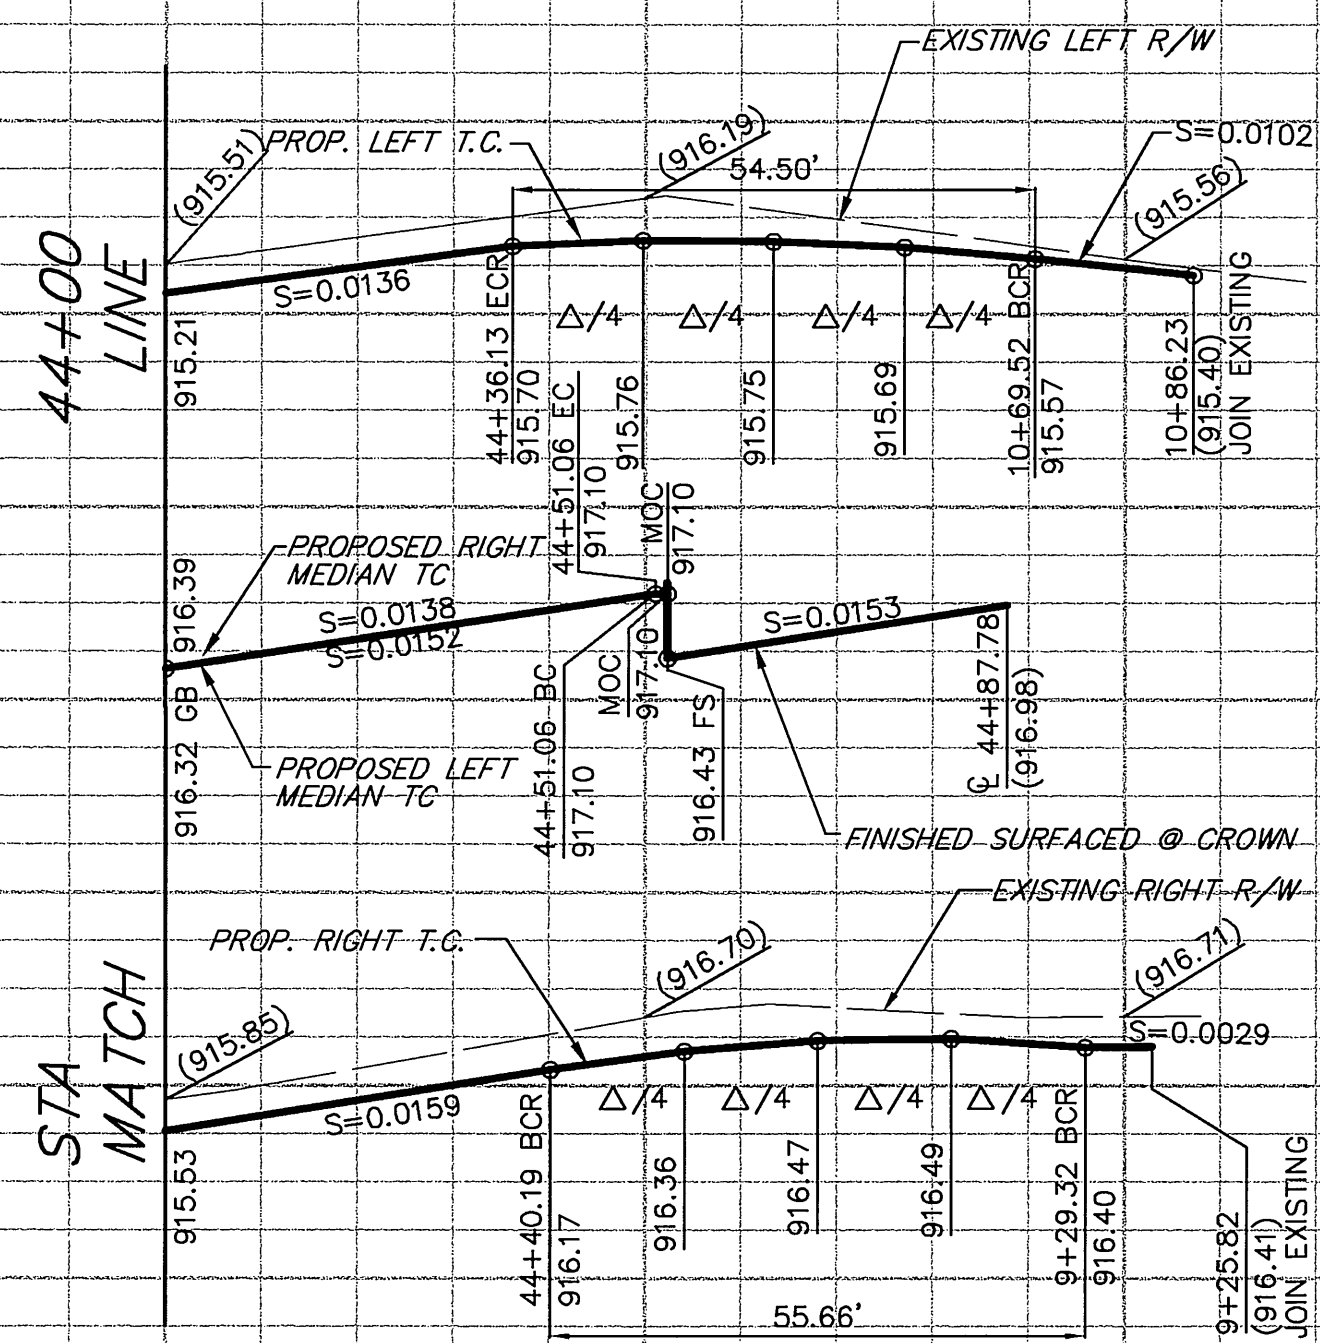 EXISTING LEFT R/W
S=0.0102
PROP. LEFT T.C.
(915.51)
(916.19)
54.50'
(915.56)
44+00
LINE
S=0.0136
915.21
44+36.13 ECR
915.70
△/4
△/4
△/4
△/4
915.76
915.75
915.69
10+69.52 BCR
915.57
10+86.23
(915.40)
JOIN EXISTING
44+51.06 EC
917.10
MOC
917.10
916.39
PROPOSED RIGHT
MEDIAN TC
S=0.0138
S=0.0152
S=0.0153
916.32 GB
PROPOSED LEFT
MEDIAN TC
44+51.06 BC
917.10
MOC
917.10
916.43 FS
℄ 44+87.78
(916.98)
FINISHED SURFACED @ CROWN
EXISTING RIGHT R/W
PROP. RIGHT T.C.
(916.70)
(916.71)
(915.85)
S=0.0029
STA
MATCH
S=0.0159
915.53
44+40.19 BCR
916.17
△/4
△/4
△/4
△/4
916.36
916.47
916.49
9+29.32 BCR
916.40
9+25.82
(916.41)
JOIN EXISTING
55.66'